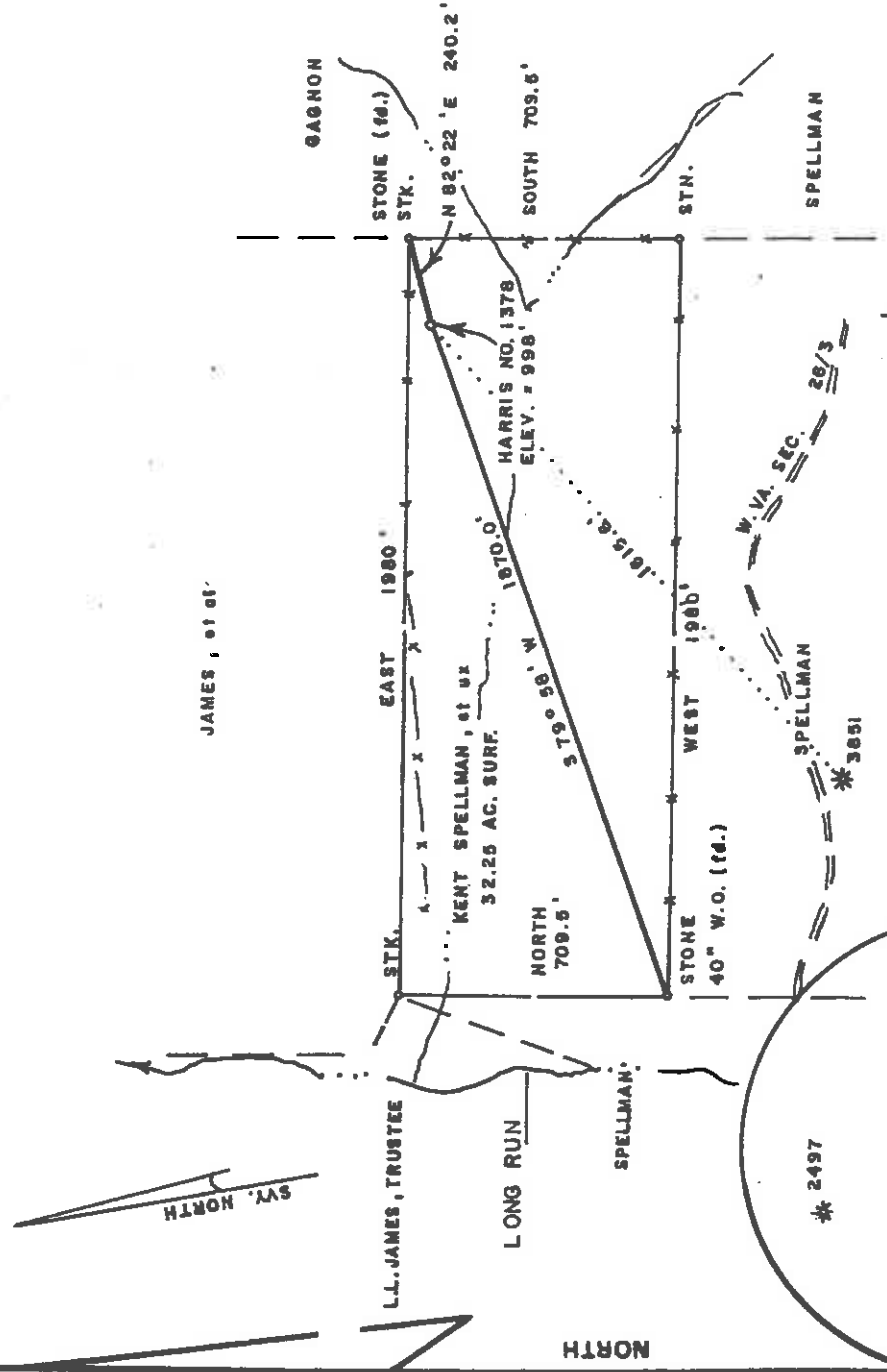 GAGNON
STONE (fd.)
STK.
N 82° 22' E 240.2'
SOUTH 709.5'
STN.
SPELLMAN
JAMES, et al
EAST 1980
HARRIS NO. 1378
ELEV. = 998'
1870.0'
S 79° 58' W
1815.6'
KENT SPELLMAN, et ux
32.25 AC. SURF.
WEST 1980'
W. VA. SEC. 26/3
SPELLMAN
3851
STK.
NORTH
709.5'
STONE
40" W.O. (fd.)
L.L. JAMES, TRUSTEE
LONG RUN
SPELLMAN
SVY. NORTH
2497
NORTH